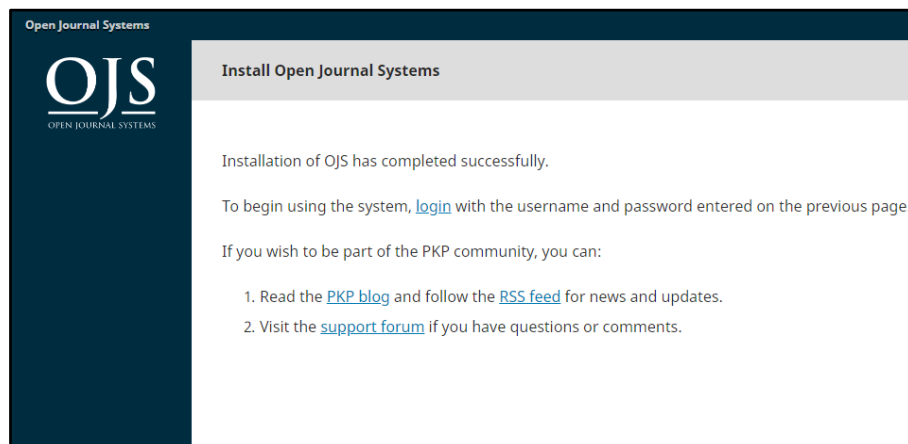 Open Journal Systems
OJS
OPEN JOURNAL SYSTEMS
Install Open Journal Systems
Installation of OJS has completed successfully.
To begin using the system, login with the username and password entered on the previous page
If you wish to be part of the PKP community, you can:
1. Read the PKP blog and follow the RSS feed for news and updates.
2. Visit the support forum if you have questions or comments.